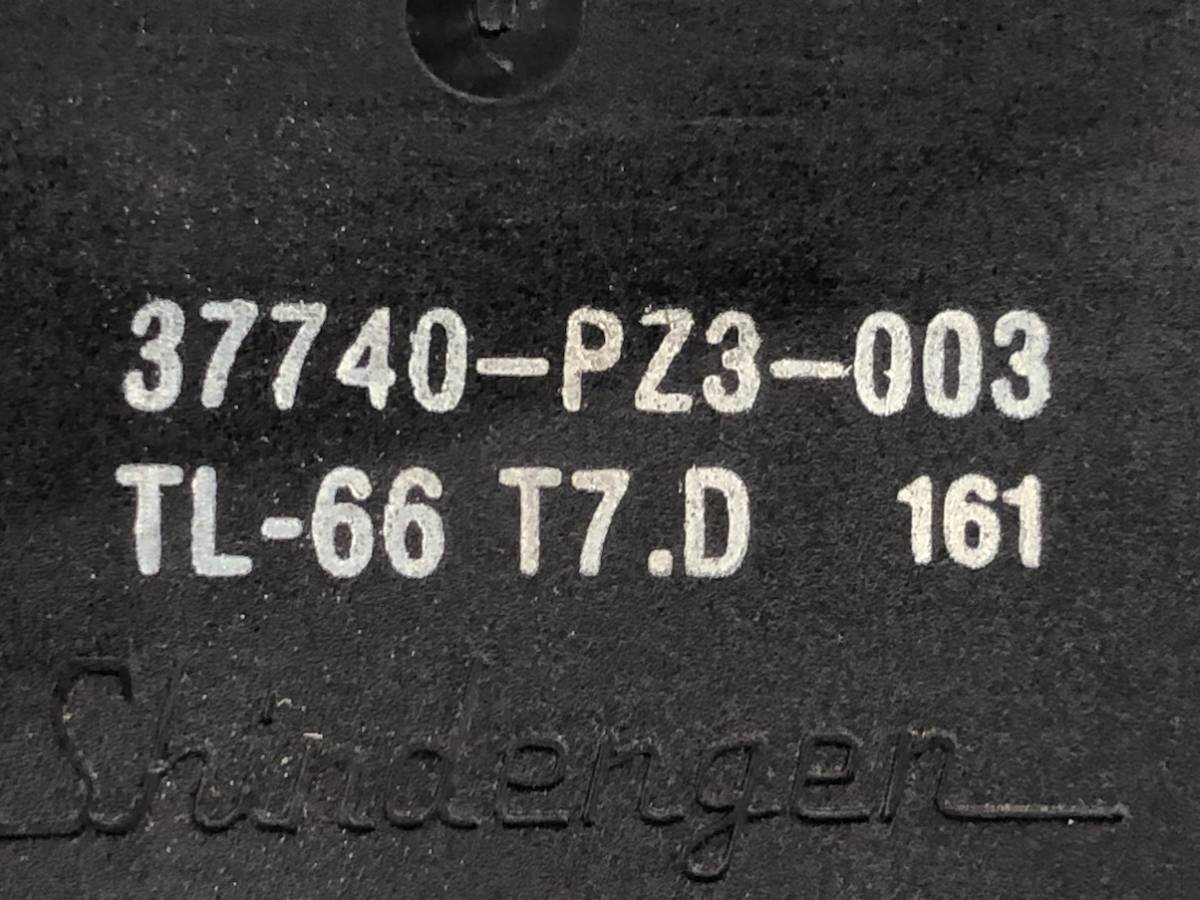 37740-PZ3-003
TL-66 T7.D 161
Shindengen